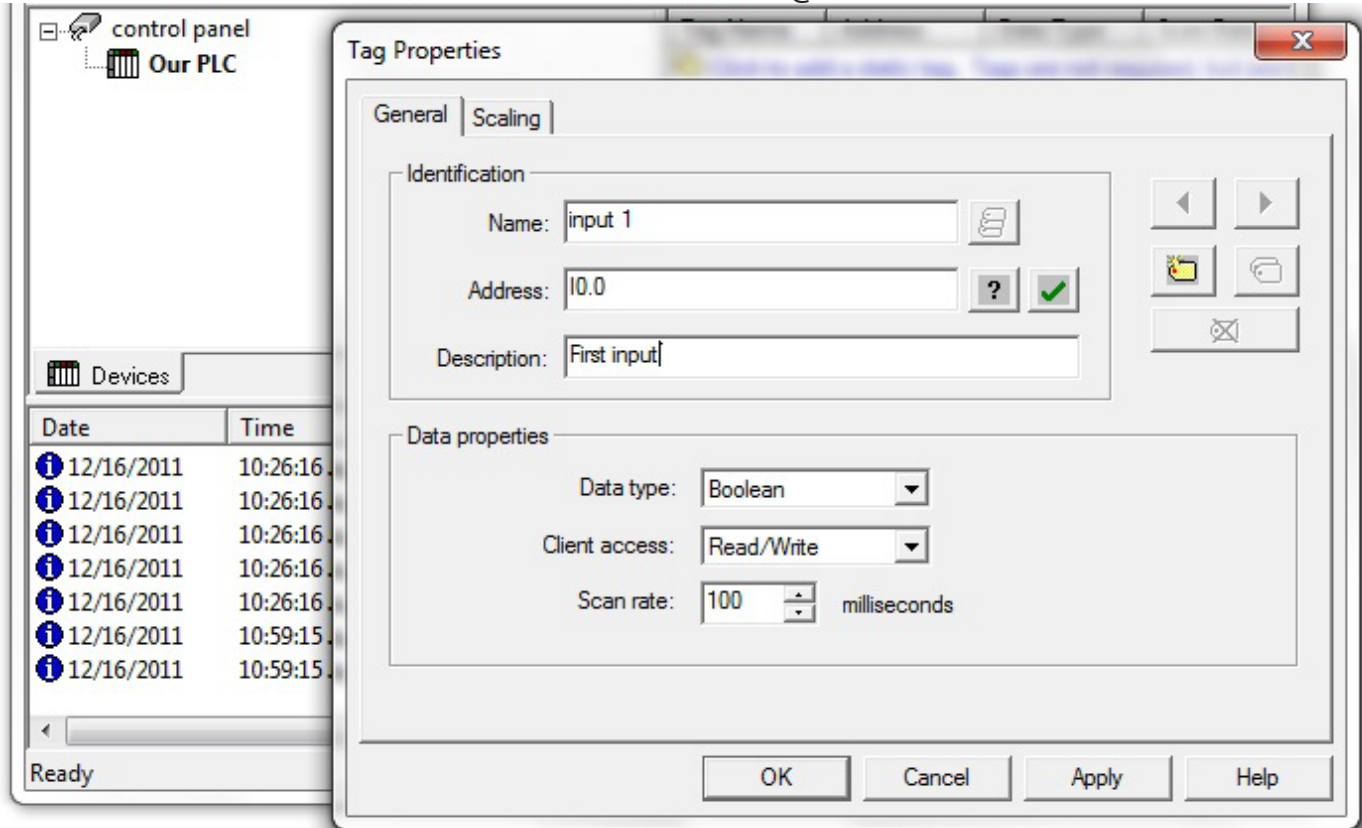 control panel
Our PLC
Tag Properties
General
Scaling
Identification
Name:
input 1
Address:
I0.0
?
Description:
First input
Data properties
Data type:
Boolean
Client access:
Read/Write
Scan rate:
100
milliseconds
Devices
Date
Time
12/16/2011
10:26:16
12/16/2011
10:26:16
12/16/2011
10:26:16
12/16/2011
10:26:16
12/16/2011
10:26:16
12/16/2011
10:59:15
12/16/2011
10:59:15
Ready
OK
Cancel
Apply
Help